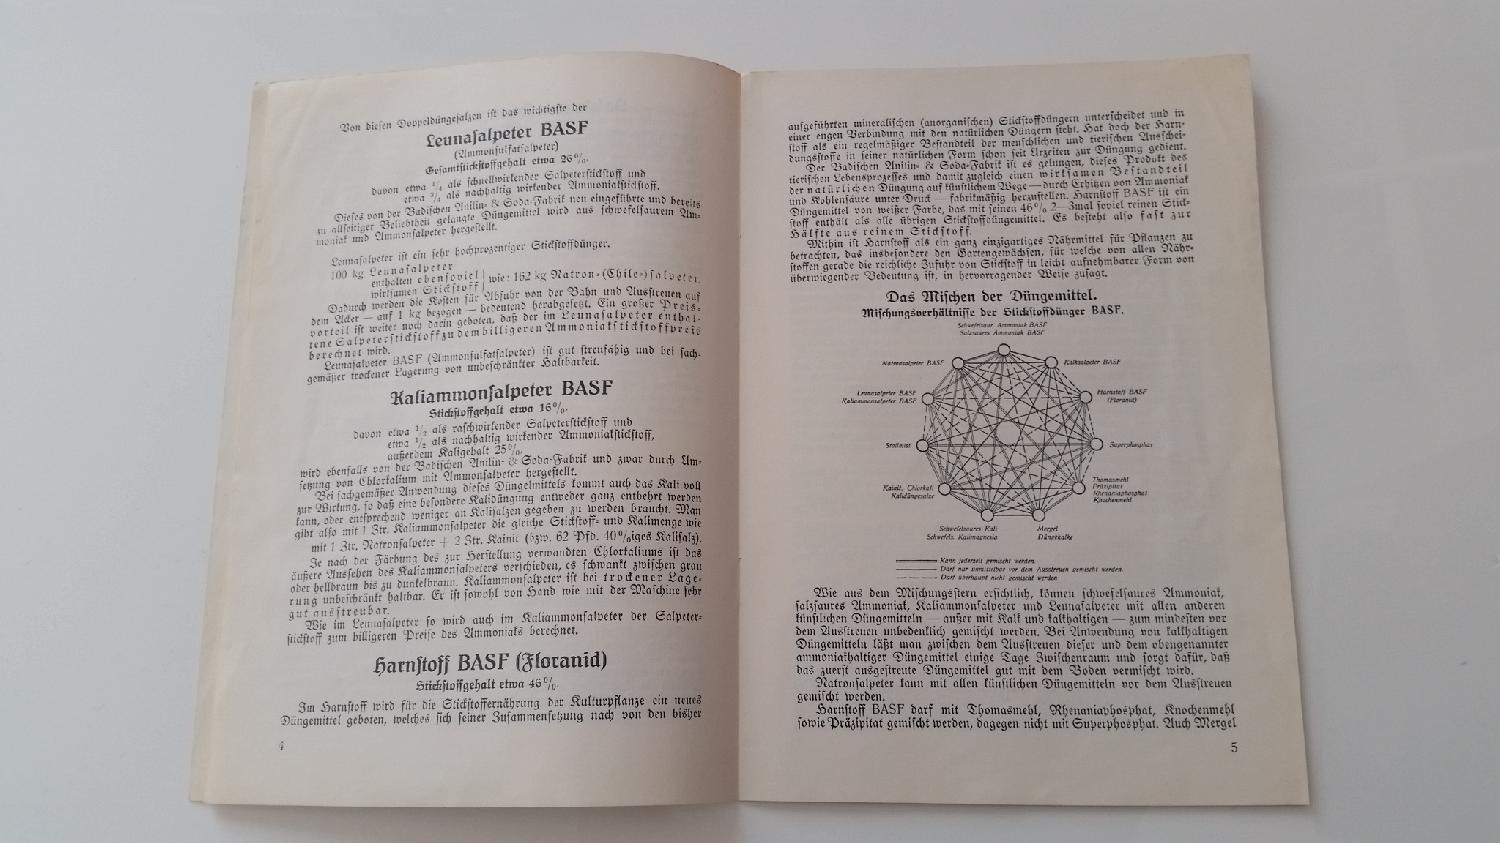 Von diesen Doppeldüngesalzen ist das wichtigste der
Leunasalpeter BASF
(Ammonsulfatsalpeter)
Gesamtstickstoffgehalt etwa 26%,
davon etwa 1/4 als schnellwirkender Salpeterstickstoff und
etwa 3/4 als nachhaltig wirkender Ammoniakstickstoff.
Dieses von der Badischen Anilin- & Soda-Fabrik neu eingeführte und bereits
zu allseitiger Beliebtheit gelangte Düngemittel wird aus schwefelsaurem Am-
moniak und Ammonsalpeter hergestellt.
Leunasalpeter ist ein sehr hochprozentiger Stickstoffdünger.
100 kg Leunasalpeter
enthalten ebensoviel
wirksamen Stickstoff
wie: 162 kg Natron-(Chile-)salpeter.
Dadurch werden die Kosten für Abfuhr von der Bahn und Ausstreuen auf
dem Acker — auf 1 kg bezogen — bedeutend herabgesetzt. Ein großer Preis-
vorteil ist weiter noch darin geboten, daß der im Leunasalpeter enthal-
tene Salpeterstickstoff zu dem billigeren Ammoniakstickstoffpreis
berechnet wird.
Leunasalpeter BASF (Ammonsulfatsalpeter) ist gut streufähig und bei sach-
gemäßer trockener Lagerung von unbeschränkter Haltbarkeit.
Kaliammonsalpeter BASF
Stickstoffgehalt etwa 16%,
davon etwa 1/2 als raschwirkender Salpeterstickstoff und
etwa 1/2 als nachhaltig wirkender Ammoniakstickstoff,
außerdem Kaligehalt 25%,
wird ebenfalls von der Badischen Anilin- & Soda-Fabrik und zwar durch Um-
setzung von Chlorkalium mit Ammonsalpeter hergestellt.
Bei sachgemäßer Anwendung dieses Düngelmittels kommt auch das Kali voll
zur Wirkung, so daß eine besondere Kalidüngung entweder ganz entbehrt werden
kann, oder entsprechend weniger an Kalisalzen gegeben zu werden braucht. Man
gibt also mit 1 Ztr. Kaliammonsalpeter die gleiche Stickstoff- und Kalimenge wie
mit 1 Ztr. Natronsalpeter + 2 Ztr. Kainit (bzw. 62 Pfd. 40%iges Kalisalz).
Je nach der Färbung des zur Herstellung verwandten Chlorkaliums ist das
äußere Aussehen des Kaliammonsalpeters verschieden, es schwankt zwischen grau
oder hellbraun bis zu dunkelbraun. Kaliammonsalpeter ist bei trockener Lage-
rung unbeschränkt haltbar. Er ist sowohl von Hand wie mit der Maschine sehr
gut ausstreubar.
Wie im Leunasalpeter so wird auch im Kaliammonsalpeter der Salpeter-
stickstoff zum billigeren Preise des Ammoniaks berechnet.
Harnstoff BASF (Floranid)
Stickstoffgehalt etwa 46%.
Im Harnstoff wird für die Stickstoffernährung der Kulturpflanze ein neues
Düngemittel geboten, welches sich seiner Zusammensetzung nach von den bisher
4
aufgeführten mineralischen (anorganischen) Stickstoffdüngern unterscheidet und in
einer engen Verbindung mit den natürlichen Düngern steht. Hat doch der Harn-
stoff als ein regelmäßiger Bestandteil der menschlichen und tierischen Ausschei-
dungsstoffe in seiner natürlichen Form schon seit Urzeiten zur Düngung gedient.
Der Badischen Anilin- & Soda-Fabrik ist es gelungen, dieses Produkt des
tierischen Lebensprozesses und damit zugleich einen wirksamen Bestandteil
der natürlichen Düngung auf künstlichem Wege — durch Erhitzen von Ammoniak
und Kohlensäure unter Druck — fabrikmäßig herzustellen. Harnstoff BASF ist ein
Düngemittel von weißer Farbe, das mit seinen 46% 2—3mal soviel reinen Stick-
stoff enthält als alle übrigen Stickstoffdüngemittel. Es besteht also fast zur
Hälfte aus reinem Stickstoff.
Mithin ist Harnstoff als ein ganz einzigartiges Nährmittel für Pflanzen zu
betrachten, das insbesondere den Gartengewächsen, für welche von allen Nähr-
stoffen gerade die reichliche Zufuhr von Stickstoff in leicht aufnehmbarer Form von
überwiegender Bedeutung ist, in hervorragender Weise zusagt.
Das Mischen der Düngemittel.
Mischungsverhältnisse der Stickstoffdünger BASF.
Schwefelsaur. Ammoniak BASF
Salzsaures Ammoniak BASF
Natronsalpeter BASF
Kalksalpeter BASF
Leunasalpeter BASF
Kaliammonsalpeter BASF
Harnstoff BASF
(Floranid)
Stallmist
Superphosphat
Kainit, Chlorkali
Kalidüngesalze
Thomasmehl
Präzipitat
Rhenaniaphosphat
Knochenmehl
Schwefelsaures Kali
Schwefels. Kalimagnesia
Mergel
Düngekalke
Kann jederzeit gemischt werden.
Darf nur unmittelbar vor dem Ausstreuen gemischt werden.
Darf überhaupt nicht gemischt werden.
Wie aus dem Mischungsstern ersichtlich, können schwefelsaures Ammoniak,
salzsaures Ammoniak, Kaliammonsalpeter und Leunasalpeter mit allen anderen
künstlichen Düngemitteln — außer mit Kalk und kalkhaltigen — zum mindesten vor
dem Ausstreuen unbedenklich gemischt werden. Bei Anwendung von kalkhaltigen
Düngemitteln läßt man zwischen dem Ausstreuen dieser und dem obengenannter
ammoniakhaltiger Düngemittel einige Tage Zwischenraum und sorgt dafür, daß
das zuerst ausgestreute Düngemittel gut mit dem Boden vermischt wird.
Natronsalpeter kann mit allen künstlichen Düngemitteln vor dem Ausstreuen
gemischt werden.
Harnstoff BASF darf mit Thomasmehl, Rhenaniaphosphat, Knochenmehl
sowie Präzipitat gemischt werden, dagegen nicht mit Superphosphat. Auch Mergel
5